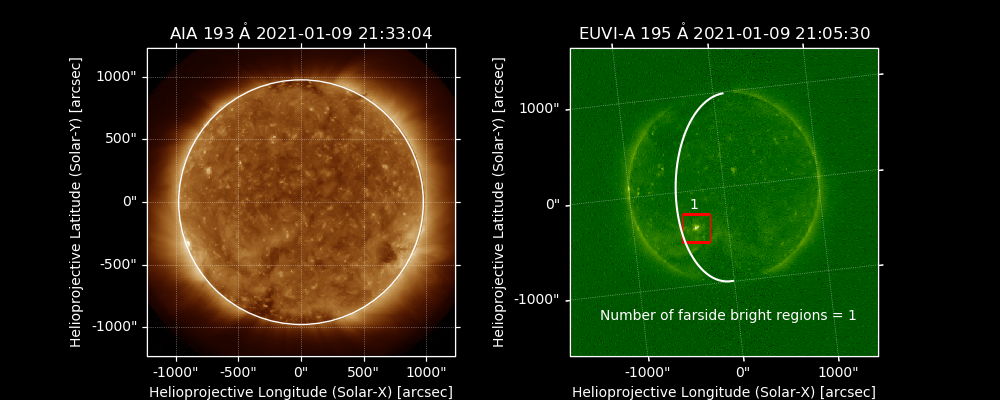 AIA 193 Å 2021-01-09 21:33:04
Helioprojective Latitude (Solar-Y) [arcsec]
1000"
500"
0"
-500"
-1000"
-1000" -500" 0" 500" 1000"
Helioprojective Longitude (Solar-X) [arcsec]
EUVI-A 195 Å 2021-01-09 21:05:30
Helioprojective Latitude (Solar-Y) [arcsec]
1000"
0"
-1000"
1
Number of farside bright regions = 1
-1000" 0" 1000"
Helioprojective Longitude (Solar-X) [arcsec]